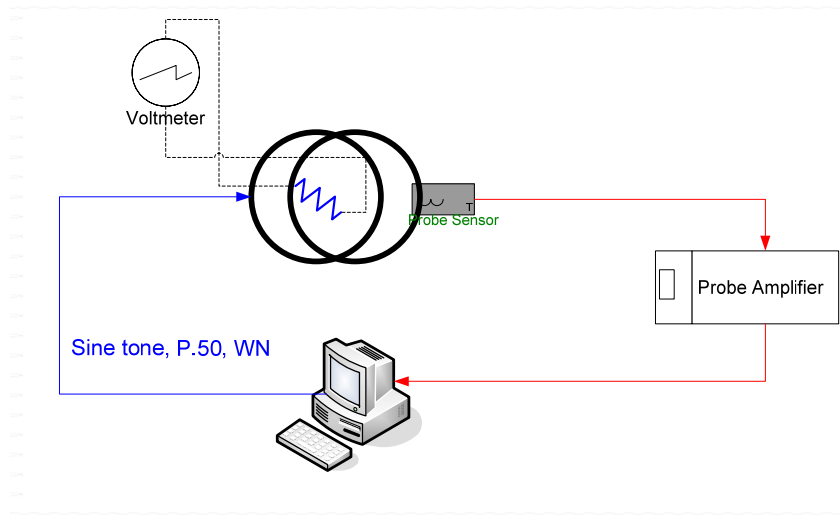 Voltmeter
T
Probe Sensor
Probe Amplifier
Sine tone, P.50, WN